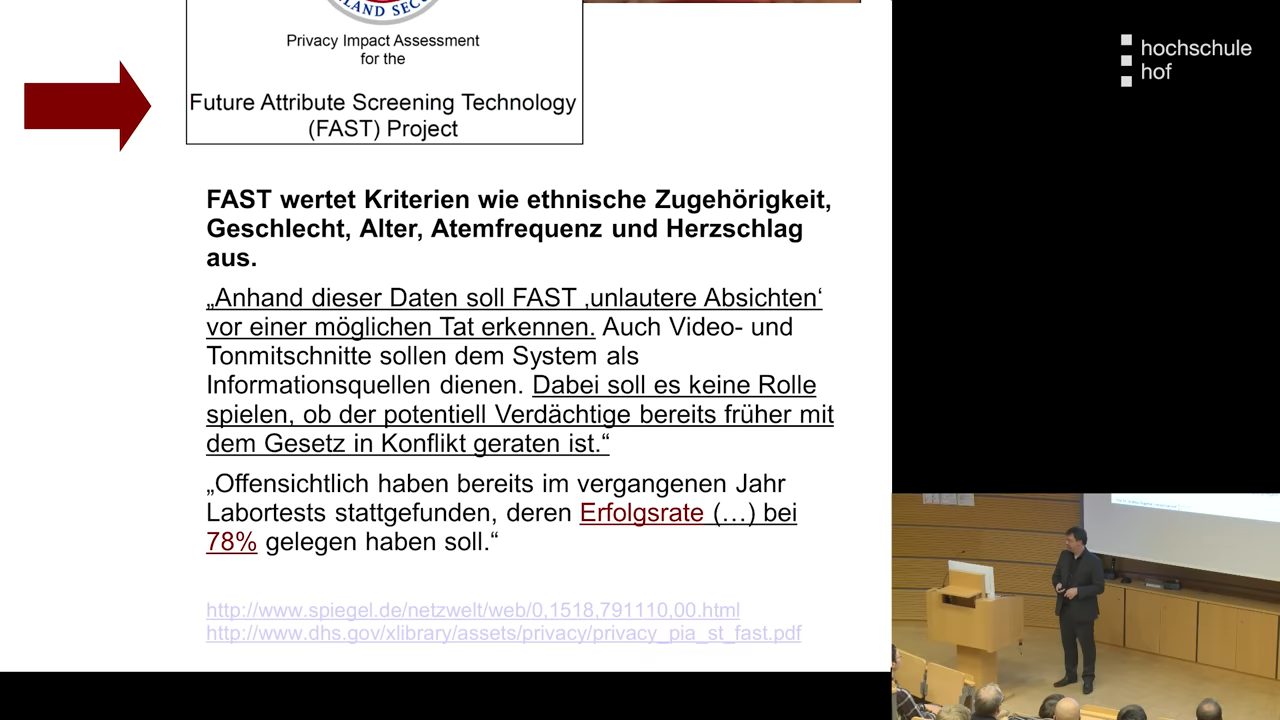 LAND SEC
Privacy Impact Assessment
for the
Future Attribute Screening Technology
(FAST) Project
hochschule
hof
FAST wertet Kriterien wie ethnische Zugehörigkeit,
Geschlecht, Alter, Atemfrequenz und Herzschlag
aus.
„Anhand dieser Daten soll FAST ‚unlautere Absichten‘
vor einer möglichen Tat erkennen. Auch Video- und
Tonmitschnitte sollen dem System als
Informationsquellen dienen. Dabei soll es keine Rolle
spielen, ob der potentiell Verdächtige bereits früher mit
dem Gesetz in Konflikt geraten ist.“
„Offensichtlich haben bereits im vergangenen Jahr
Labortests stattgefunden, deren Erfolgsrate (…) bei
78% gelegen haben soll.“
http://www.spiegel.de/netzwelt/web/0,1518,791110,00.html
http://www.dhs.gov/xlibrary/assets/privacy/privacy_pia_st_fast.pdf